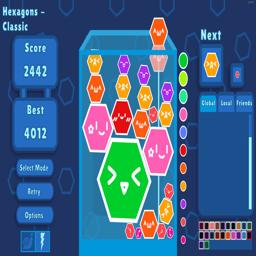 Hexagons –
Classic
Next
Score
2442
Best
4012
Global
Local
Friends
Select Mode
Retry
Options